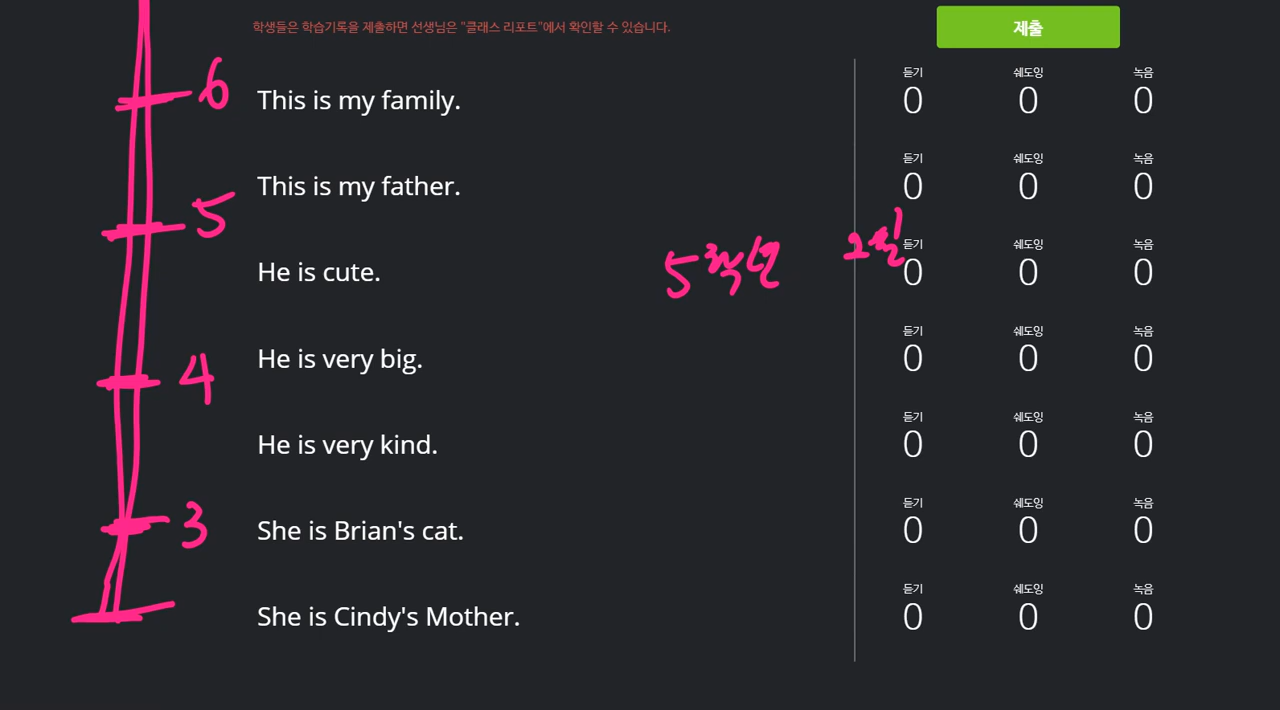 학생들은 학습기록을 제출하면 선생님은 "클래스 리포트"에서 확인할 수 있습니다.
제출
6
This is my family.
듣기 쉐도잉 녹음
0 0 0
5
This is my father.
듣기 쉐도잉 녹음
0 0 0
5학년
He is cute.
듣기 쉐도잉 녹음
0 0 0
4
He is very big.
듣기 쉐도잉 녹음
0 0 0
He is very kind.
듣기 쉐도잉 녹음
0 0 0
3
She is Brian's cat.
듣기 쉐도잉 녹음
0 0 0
She is Cindy's Mother.
듣기 쉐도잉 녹음
0 0 0